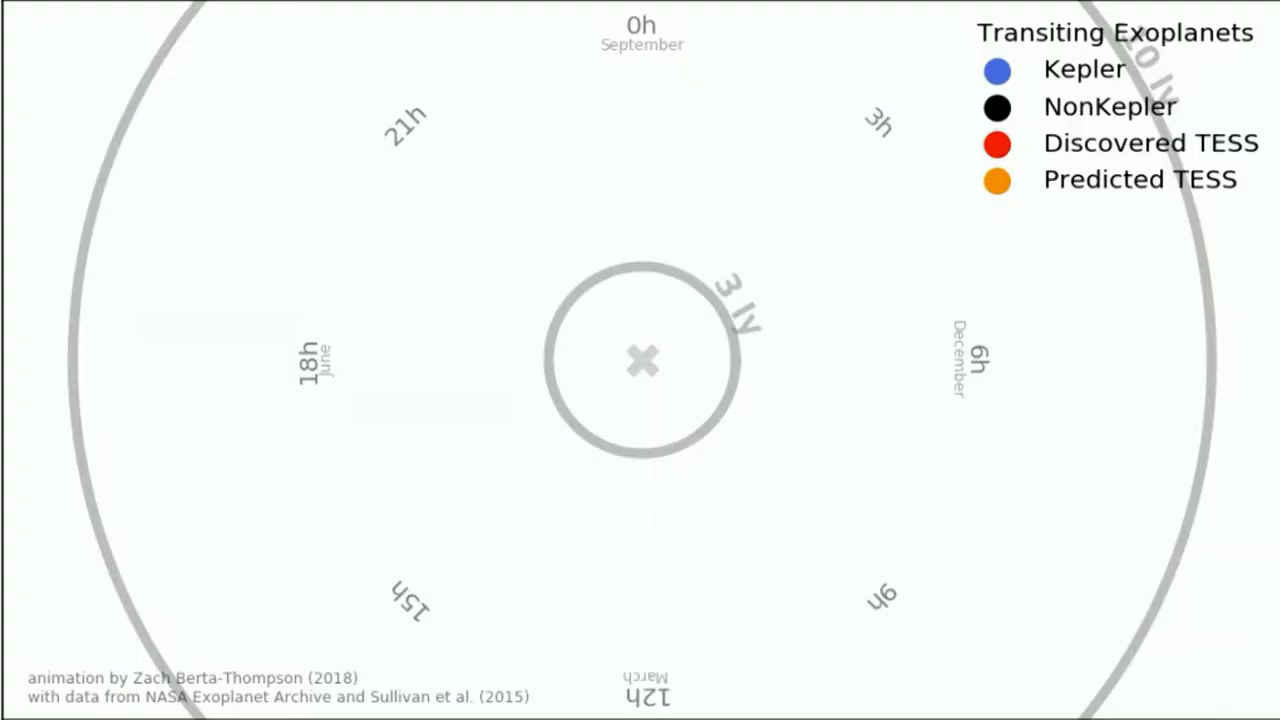 0h
September
Transiting Exoplanets
Kepler
NonKepler
Discovered TESS
Predicted TESS
10 ly
21h
3h
3 ly
18h
June
6h
December
15h
9h
March
12h
animation by Zach Berta-Thompson (2018)
with data from NASA Exoplanet Archive and Sullivan et al. (2015)